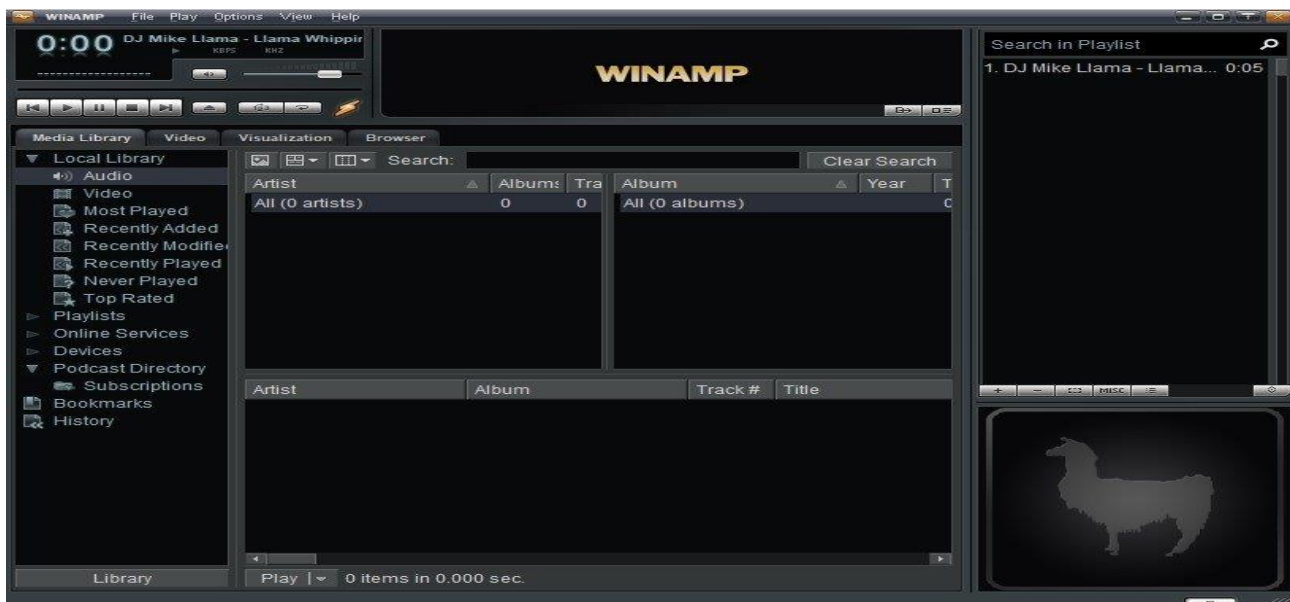 WINAMP File Play Options View Help
0:00 DJ Mike Llama - Llama Whippin
KBPS KHZ
WINAMP
Search in Playlist
1. DJ Mike Llama - Llama... 0:05
Media Library Video Visualization Browser
Local Library
Audio
Video
Most Played
Recently Added
Recently Modifie
Recently Played
Never Played
Top Rated
Playlists
Online Services
Devices
Podcast Directory
Subscriptions
Bookmarks
History
Library
Search: Clear Search
Artist Albums Tra Album Year T
All (0 artists) 0 0 All (0 albums) 0
Artist Album Track # Title
Play 0 items in 0.000 sec.
+ - MISC